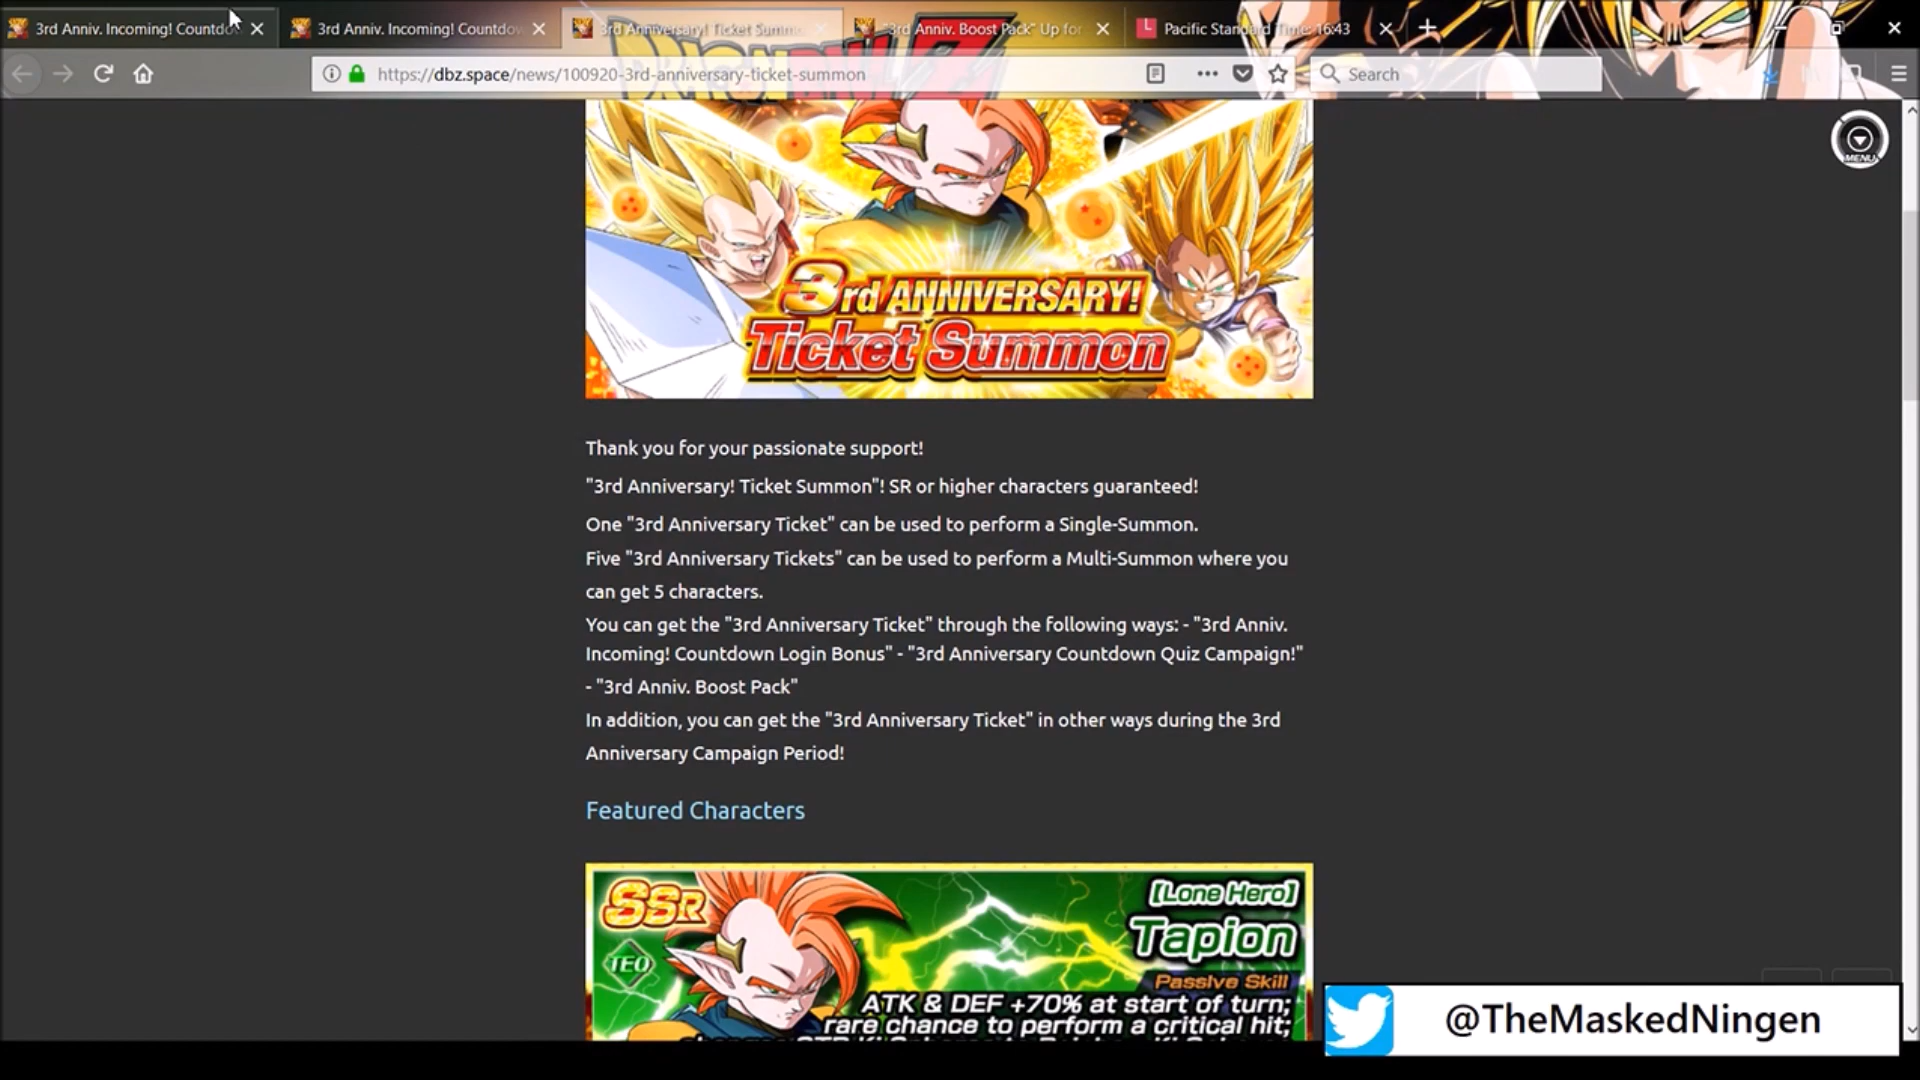 3rd Anniv. Incoming! Countdo
3rd Anniv. Incoming! Countdow
3rd Anniversary! Ticket Summo
"3rd Anniv. Boost Pack" Up for
Pacific Standard Time: 16:43
https://dbz.space/news/100920-3rd-anniversary-ticket-summon
Search
MENU
3rd ANNIVERSARY!
Ticket Summon
Thank you for your passionate support!
"3rd Anniversary! Ticket Summon"! SR or higher characters guaranteed!
One "3rd Anniversary Ticket" can be used to perform a Single-Summon.
Five "3rd Anniversary Tickets" can be used to perform a Multi-Summon where you
can get 5 characters.
You can get the "3rd Anniversary Ticket" through the following ways: - "3rd Anniv.
Incoming! Countdown Login Bonus" - "3rd Anniversary Countdown Quiz Campaign!"
- "3rd Anniv. Boost Pack"
In addition, you can get the "3rd Anniversary Ticket" in other ways during the 3rd
Anniversary Campaign Period!
Featured Characters
SSR
TEQ
[Lone Hero]
Tapion
Passive Skill
ATK & DEF +70% at start of turn;
rare chance to perform a critical hit;
@TheMaskedNingen